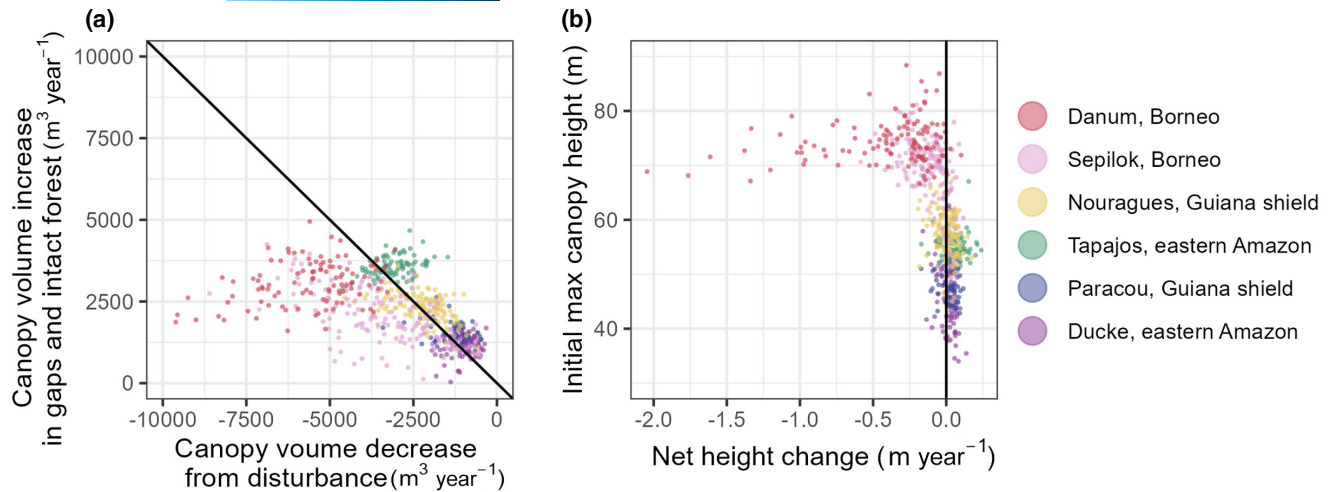 (a)
Canopy volume increase
in gaps and intact forest (m³ year⁻¹)
10000
7500
5000
2500
0
-10000 -7500 -5000 -2500 0
Canopy voume decrease
from disturbance (m³ year⁻¹)
(b)
Initial max canopy height (m)
80
60
40
-2.0 -1.5 -1.0 -0.5 0.0
Net height change (m year⁻¹)
Danum, Borneo
Sepilok, Borneo
Nouragues, Guiana shield
Tapajos, eastern Amazon
Paracou, Guiana shield
Ducke, eastern Amazon